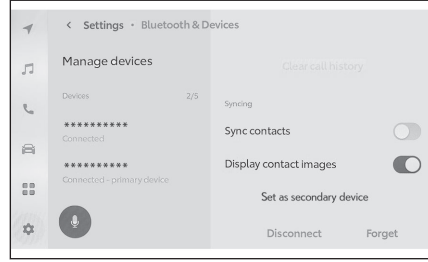 < Settings • Bluetooth & Devices
Manage devices
Devices 2/5
**********
Connected
**********
Connected - primary device
Clear call history
Syncing
Sync contacts
Display contact images
Set as secondary device
Disconnect Forget